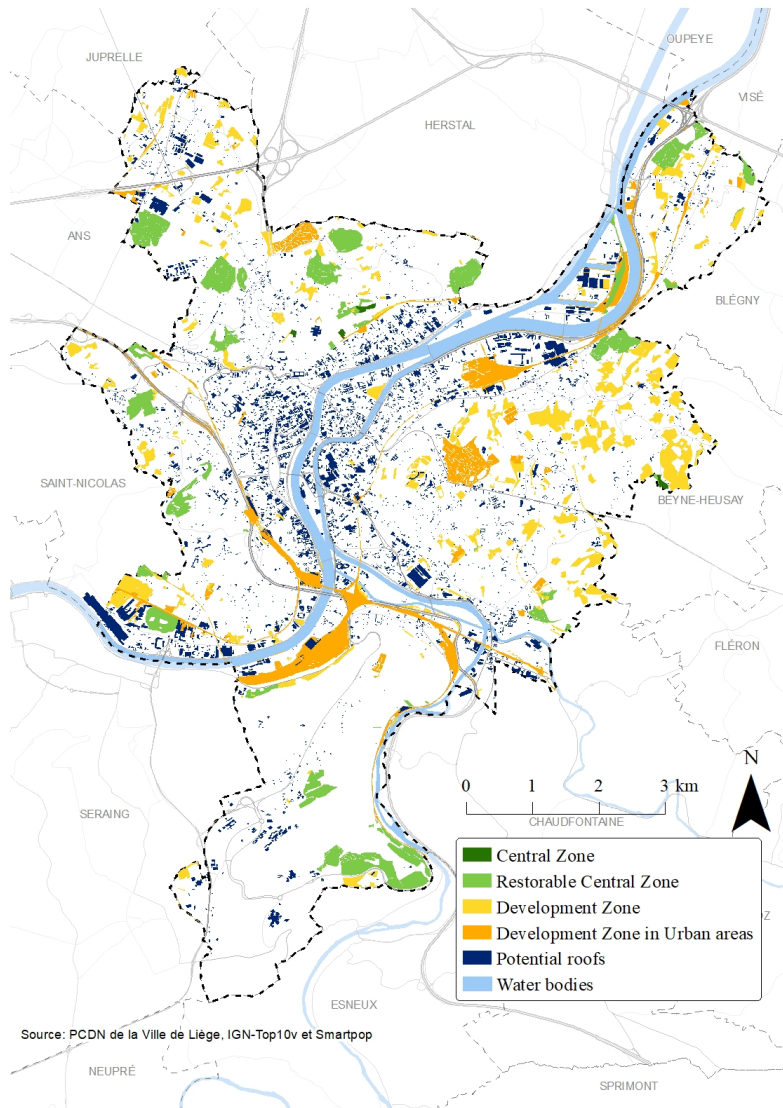 OUPEYE
JUPRELLE
VISÉ
HERSTAL
ANS
BLÉGNY
SAINT-NICOLAS
BEYNE-HEUSAY
FLÉRON
N
0 1 2 3 km
SERAING
CHAUDFONTAINE
Central Zone
Restorable Central Zone
Development Zone
OZ
Development Zone in Urban areas
Potential roofs
Water bodies
ESNEUX
Source: PCDN de la Ville de Liège, IGN-Top10v et Smartpop
NEUPRÉ
SPRIMONT